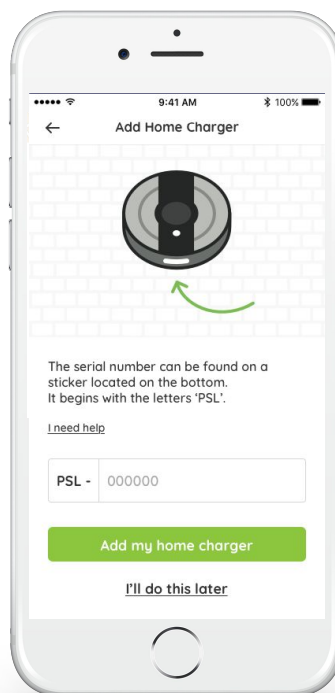 9:41 AM
100%
Add Home Charger
The serial number can be found on a
sticker located on the bottom.
It begins with the letters ‘PSL’.
I need help
PSL - 000000
Add my home charger
I’ll do this later